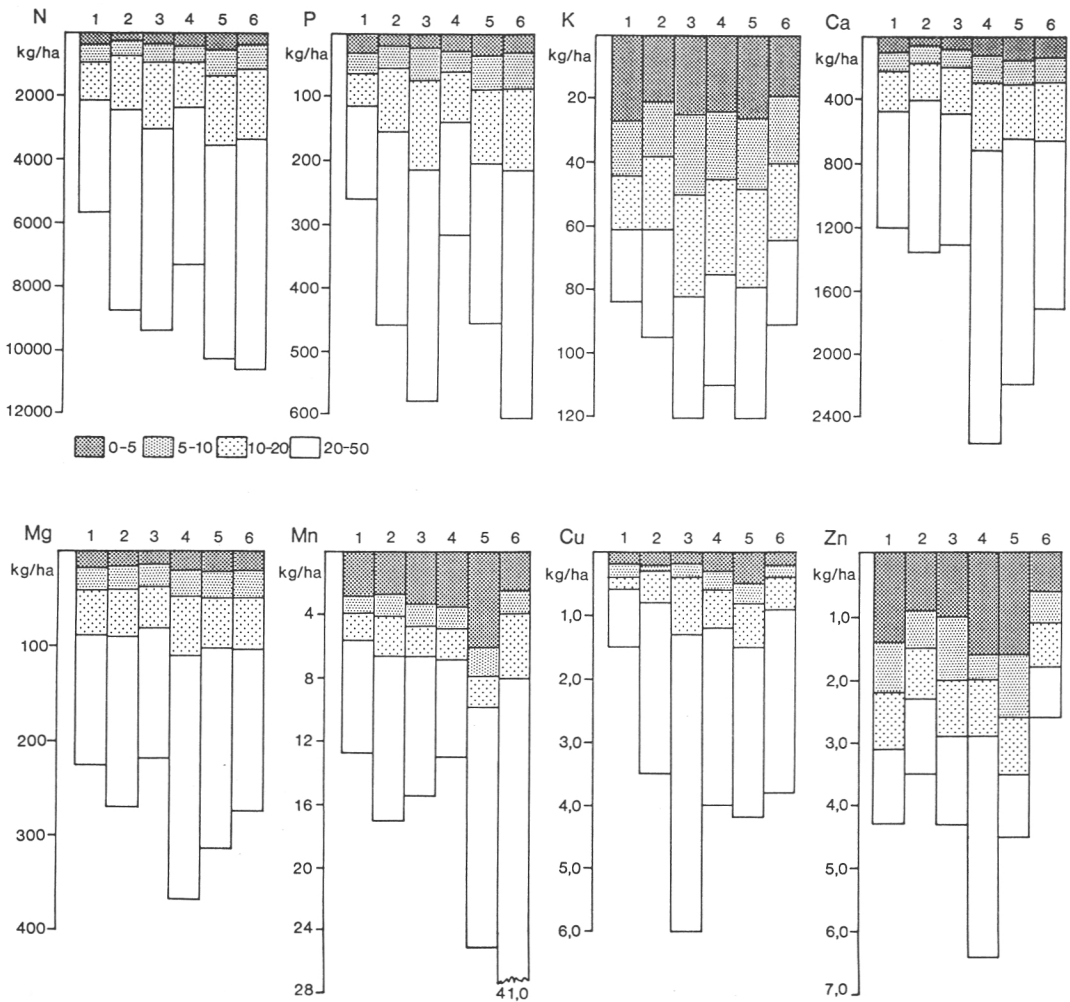 N 1 2 3 4 5 6
kg/ha
2000
4000
6000
8000
10000
12000
P 1 2 3 4 5 6
kg/ha
100
200
300
400
500
600
K 1 2 3 4 5 6
kg/ha
20
40
60
80
100
120
Ca 1 2 3 4 5 6
kg/ha
400
800
1200
1600
2000
2400
0-5 5-10 10-20 20-50
Mg 1 2 3 4 5 6
kg/ha
100
200
300
400
Mn 1 2 3 4 5 6
kg/ha
4
8
12
16
20
24
28
41,0
Cu 1 2 3 4 5 6
kg/ha
1,0
2,0
3,0
4,0
5,0
6,0
Zn 1 2 3 4 5 6
kg/ha
1,0
2,0
3,0
4,0
5,0
6,0
7,0